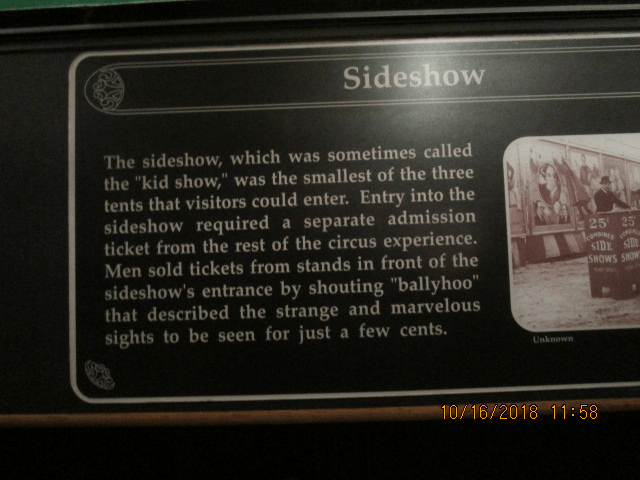 Sideshow
The sideshow, which was sometimes called
the "kid show," was the smallest of the three
tents that visitors could enter. Entry into the
sideshow required a separate admission
ticket from the rest of the circus experience.
Men sold tickets from stands in front of the
sideshow's entrance by shouting "ballyhoo"
that described the strange and marvelous
sights to be seen for just a few cents.
25¢ 25
COMBINED
SIDE SIDE
SHOWS SHOWS
Unknown
10/16/2018 11:58